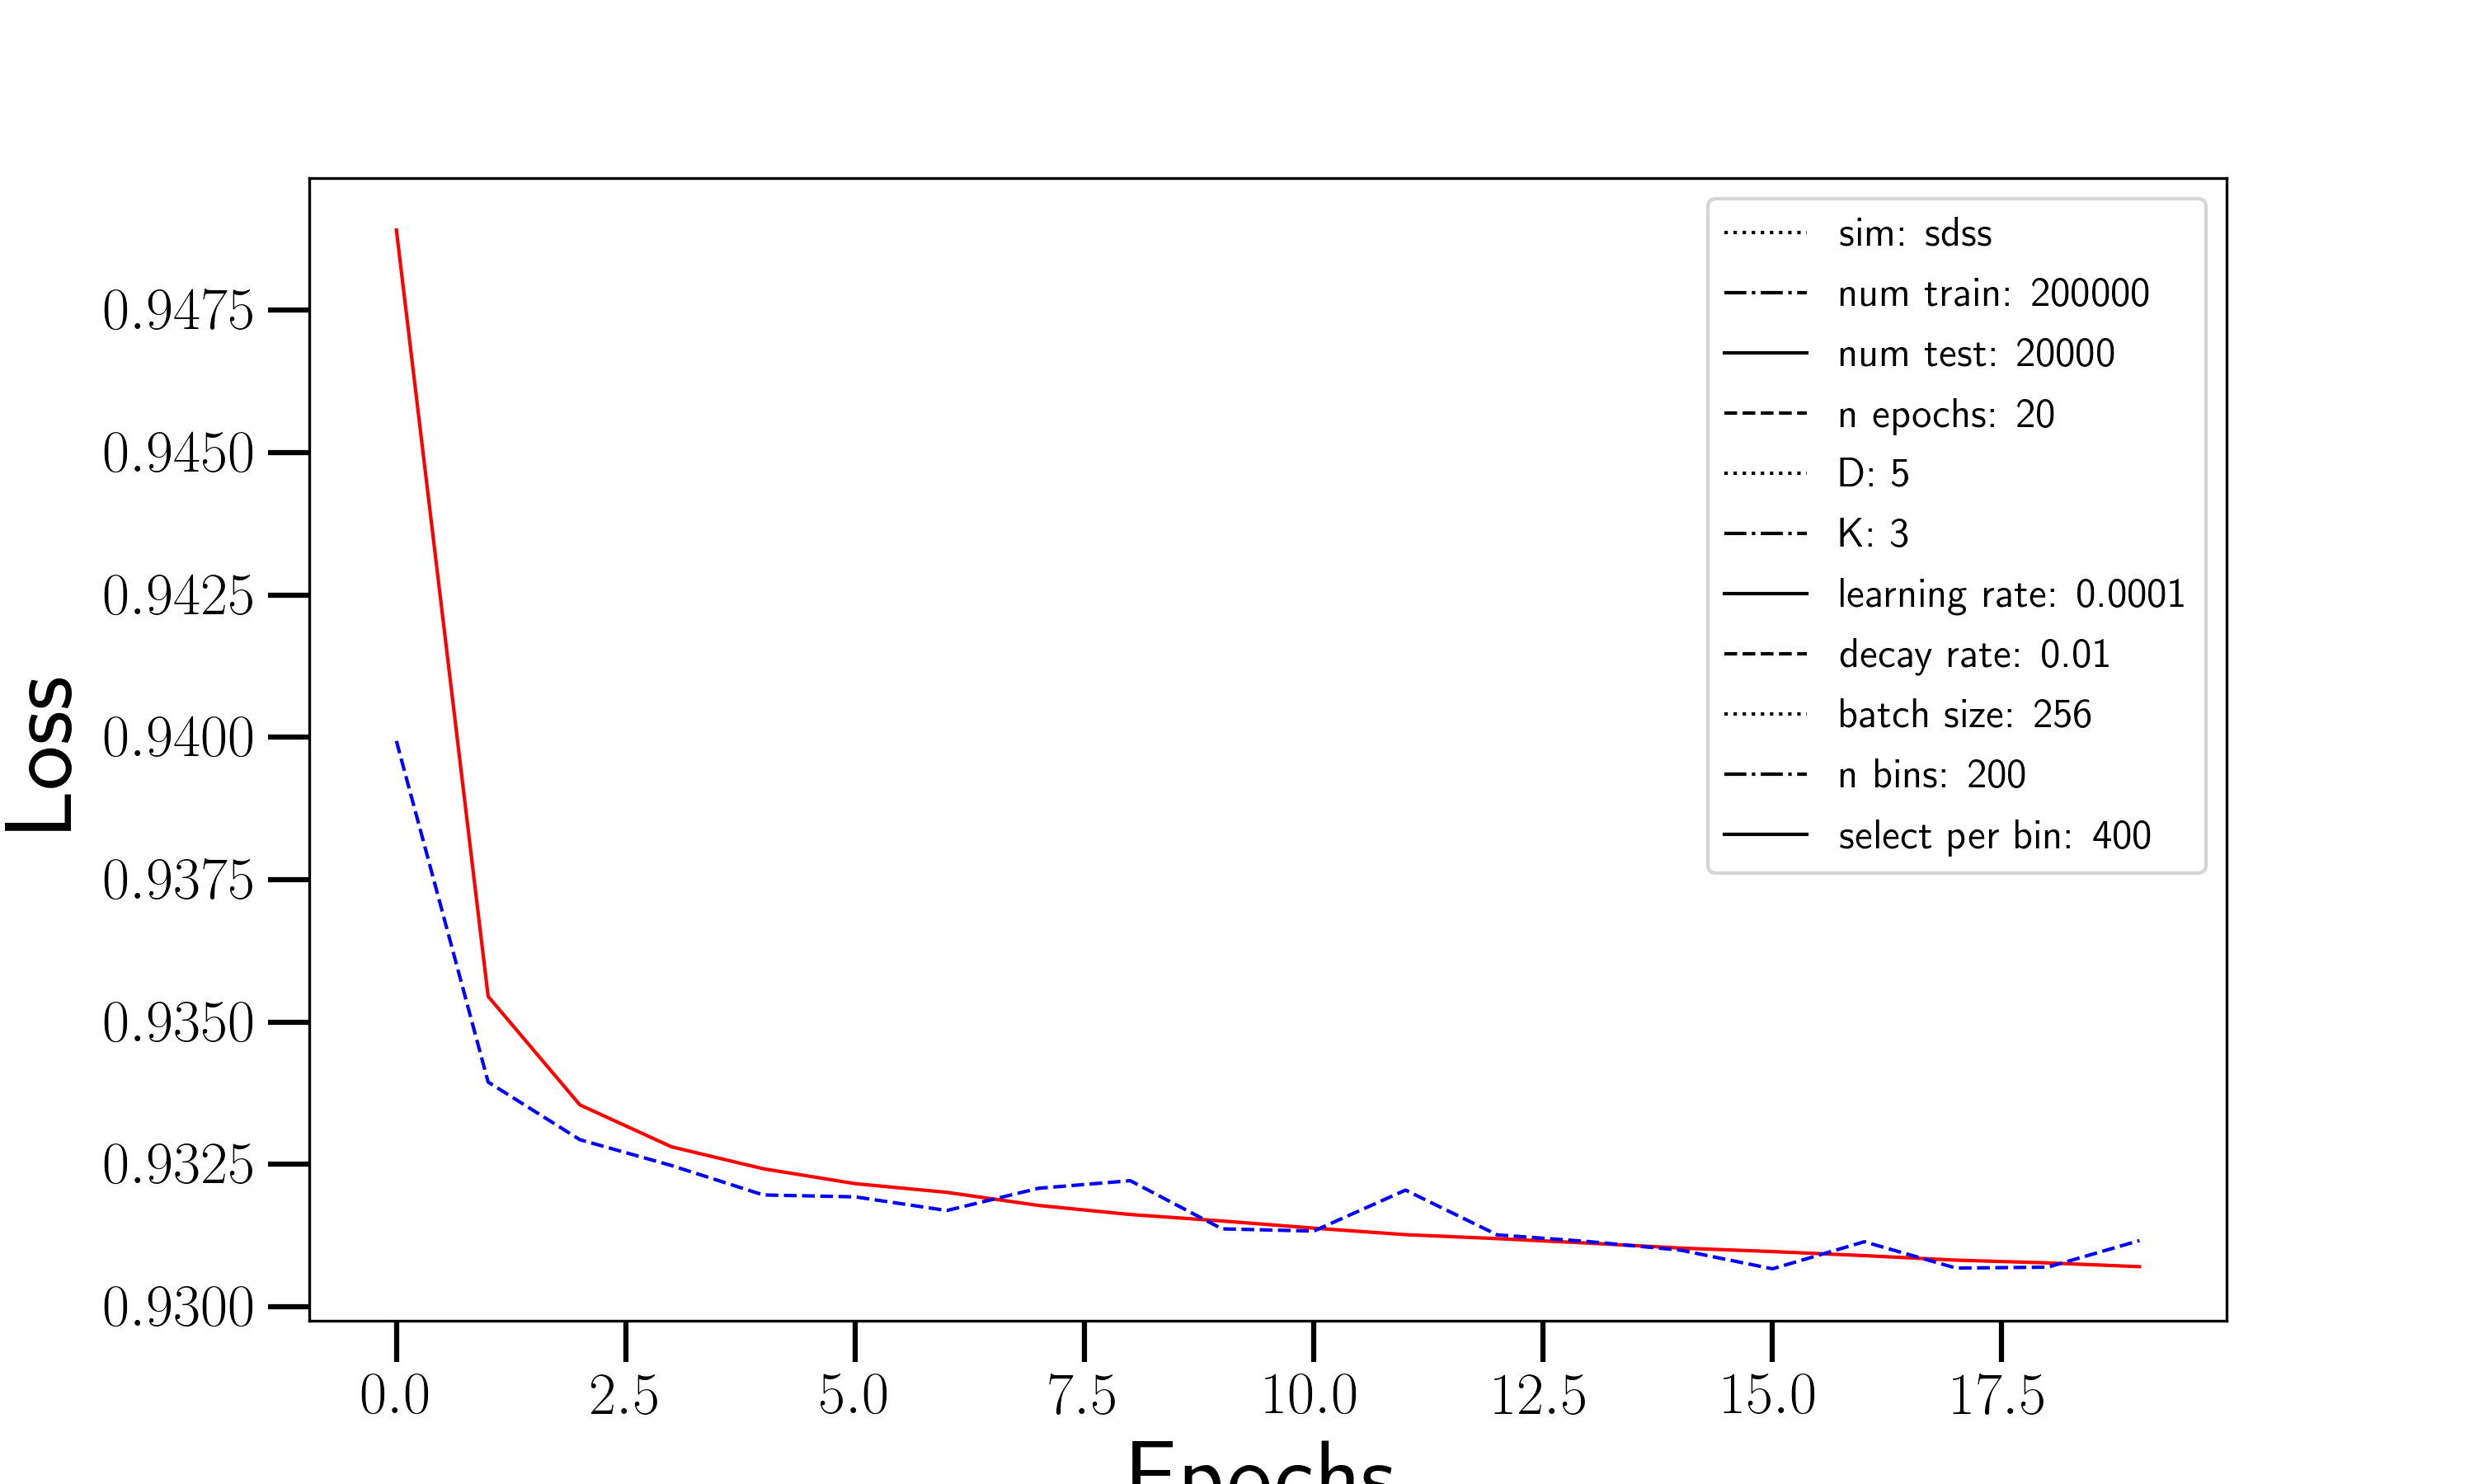 0.9475
0.9450
0.9425
0.9400
0.9375
0.9350
0.9325
0.9300
Loss
sim: sdss
num train: 200000
num test: 20000
n epochs: 20
D: 5
K: 3
learning rate: 0.0001
decay rate: 0.01
batch size: 256
n bins: 200
select per bin: 400
0.0 2.5 5.0 7.5 10.0 12.5 15.0 17.5
Epochs